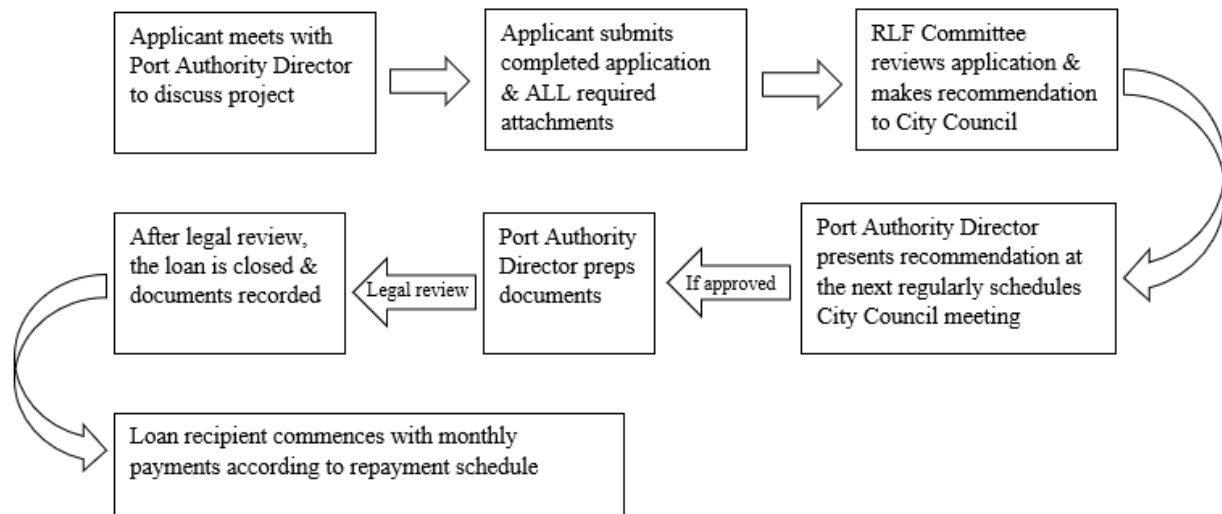 Applicant meets with
Port Authority Director
to discuss project
Applicant submits
completed application
& ALL required
attachments
RLF Committee
reviews application &
makes recommendation
to City Council
Port Authority Director
presents recommendation at
the next regularly schedules
City Council meeting
If approved
Port Authority
Director preps
documents
Legal review
After legal review,
the loan is closed &
documents recorded
Loan recipient commences with monthly
payments according to repayment schedule